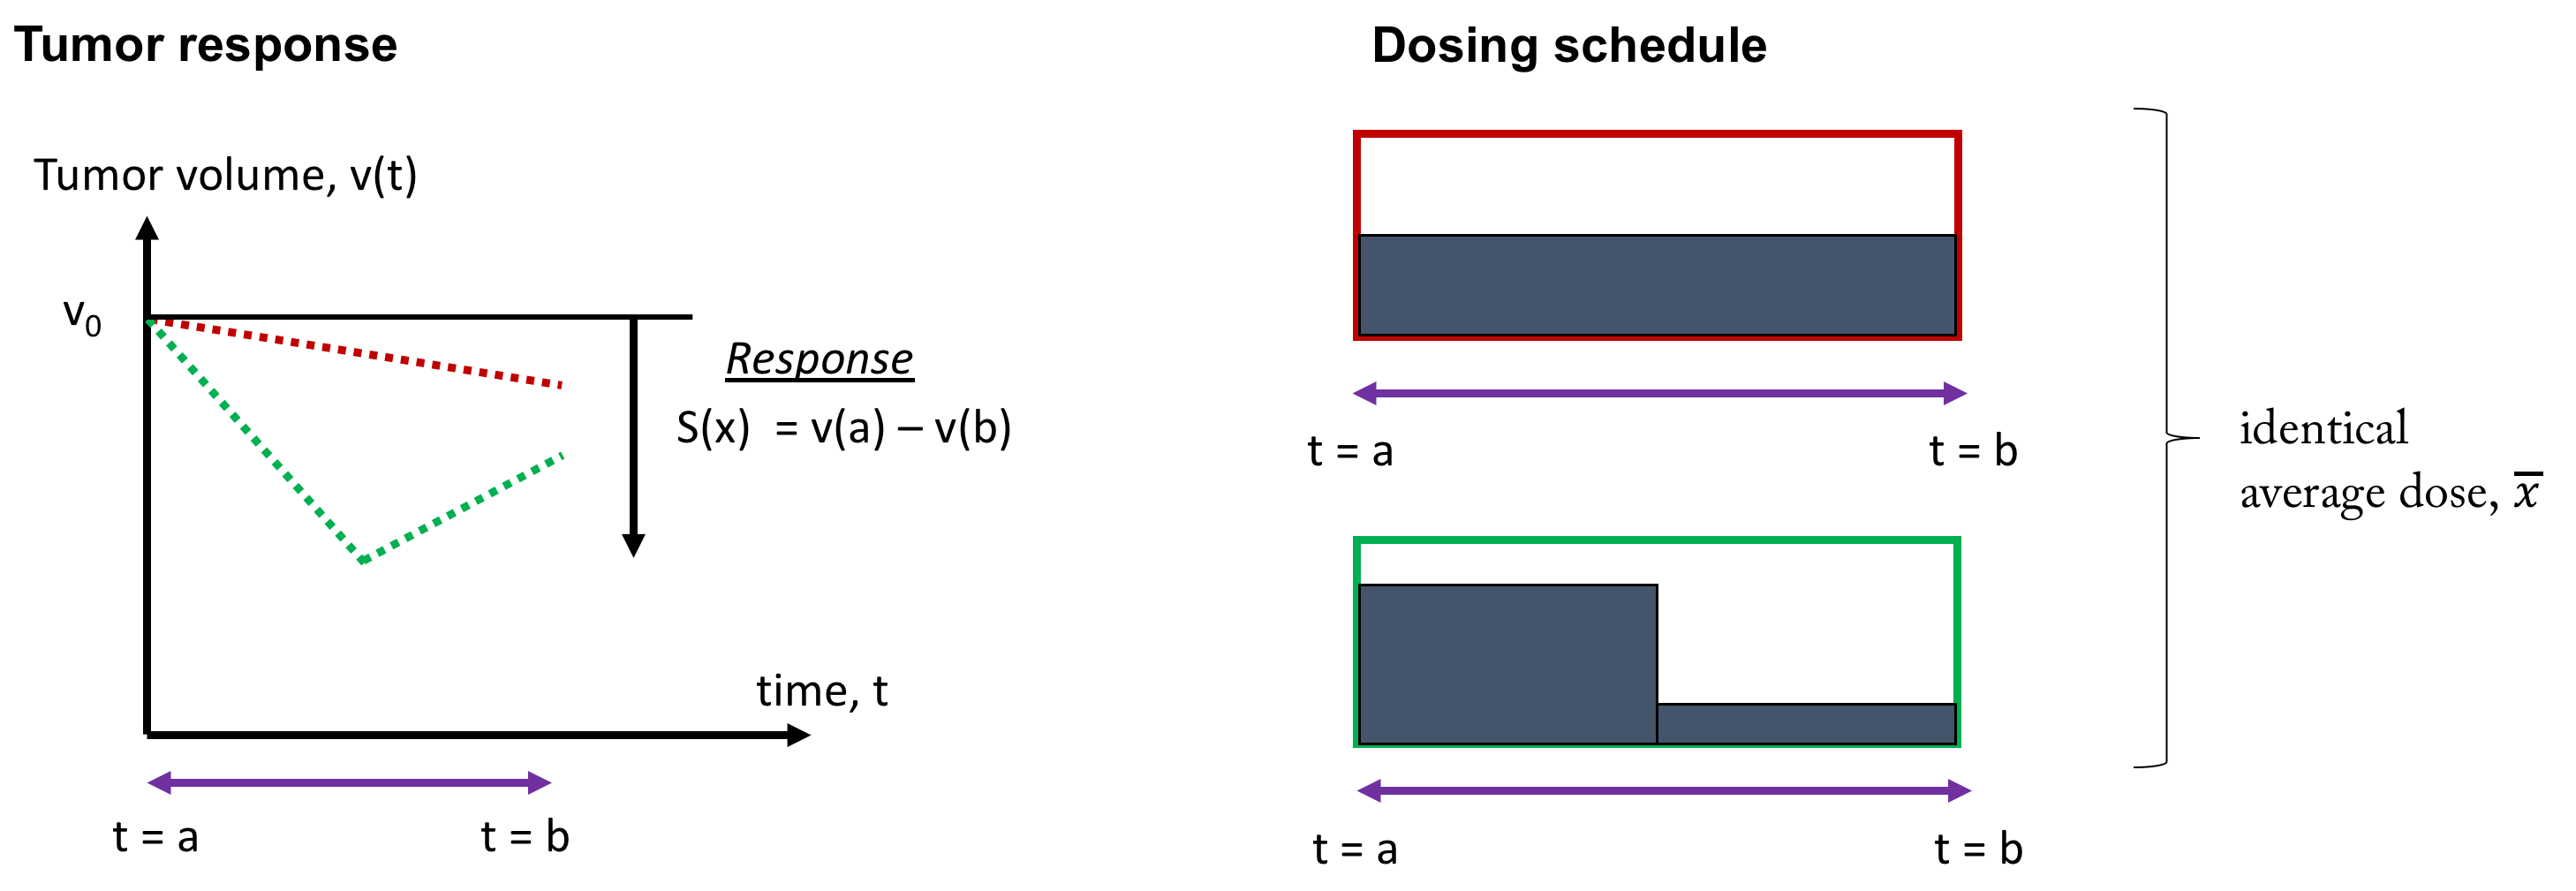 Tumor response
Tumor volume, v(t)
v₀
Response
S(x) = v(a) – v(b)
time, t
t = a
t = b
Dosing schedule
t = a
t = b
t = a
t = b
identical
average dose, x̅